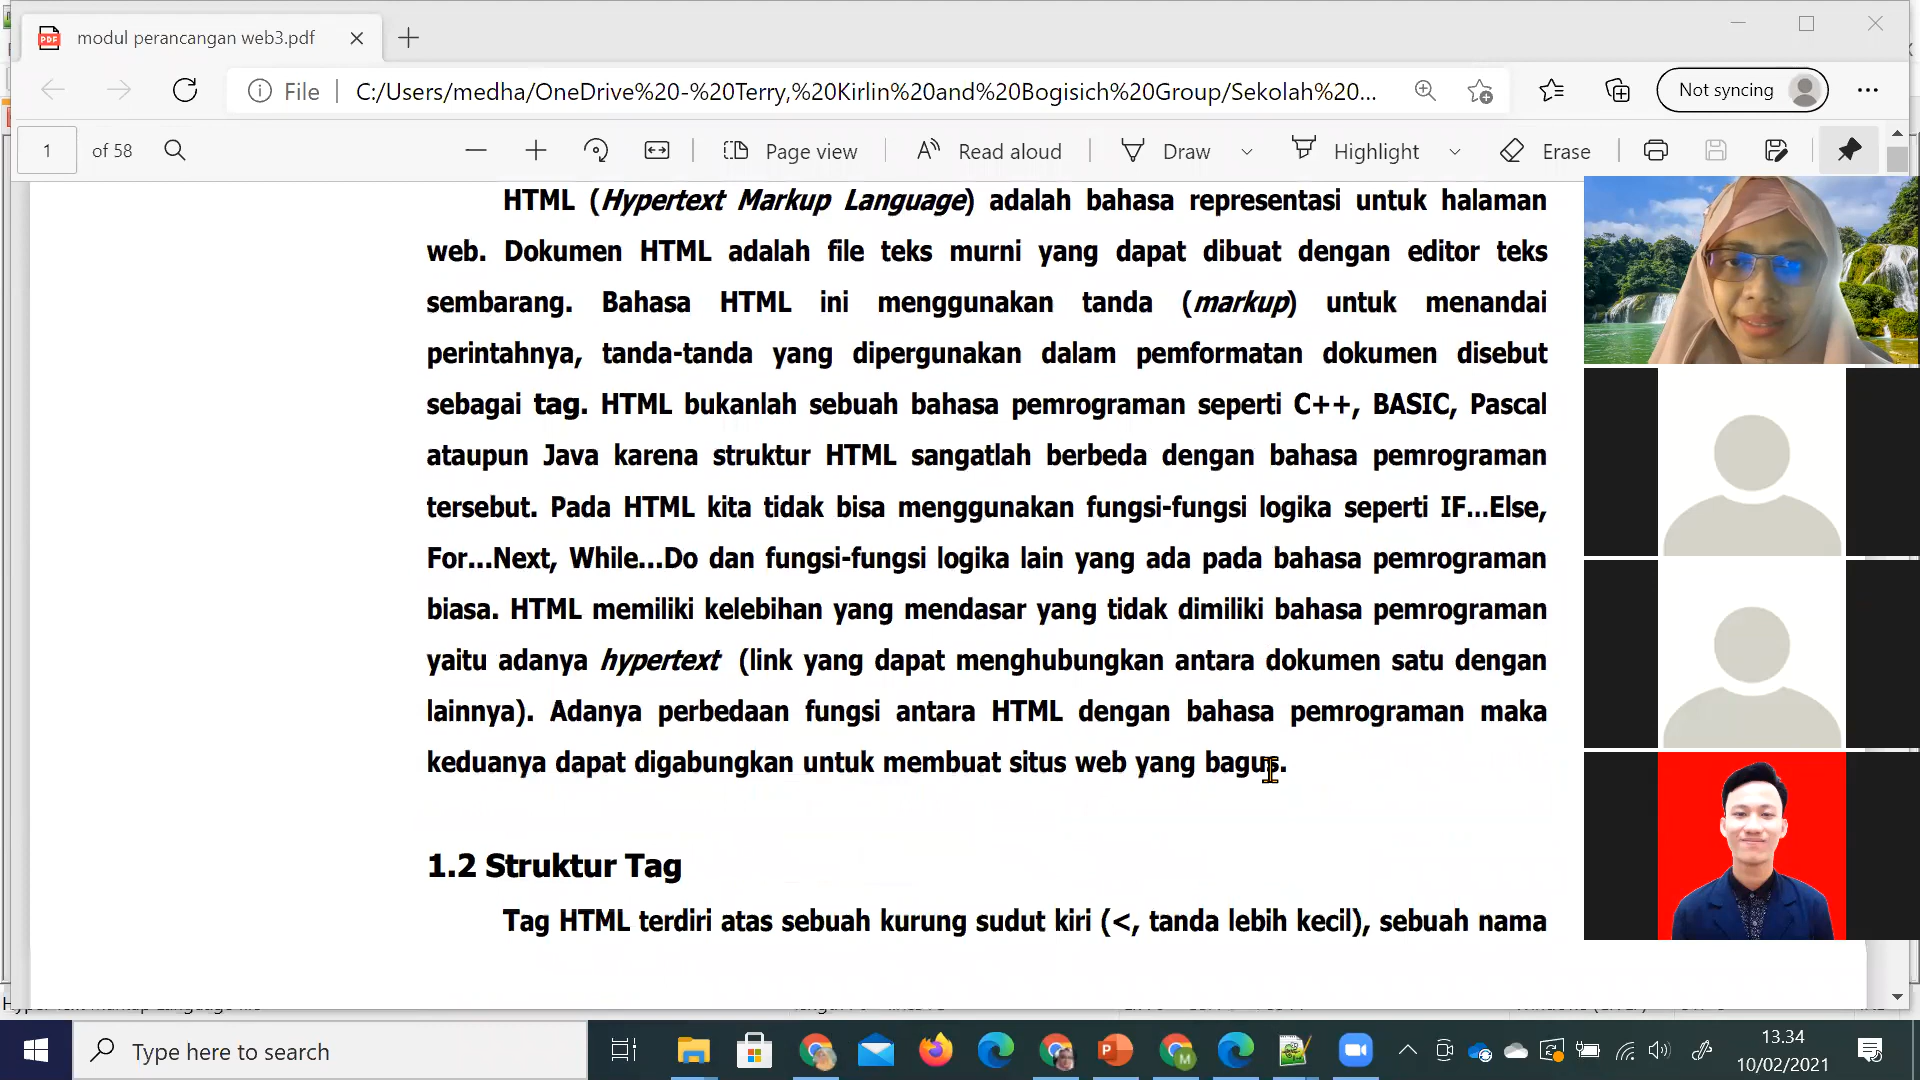 modul perancangan web3.pdf
File
C:/Users/medha/OneDrive%20-%20Terry,%20Kirlin%20and%20Bogisich%20Group/Sekolah%20...
Not syncing
1 of 58
Page view
Read aloud
Draw
Highlight
Erase
HTML (Hypertext Markup Language) adalah bahasa representasi untuk halaman
web. Dokumen HTML adalah file teks murni yang dapat dibuat dengan editor teks
sembarang. Bahasa HTML ini menggunakan tanda (markup) untuk menandai
perintahnya, tanda-tanda yang dipergunakan dalam pemformatan dokumen disebut
sebagai tag. HTML bukanlah sebuah bahasa pemrograman seperti C++, BASIC, Pascal
ataupun Java karena struktur HTML sangatlah berbeda dengan bahasa pemrograman
tersebut. Pada HTML kita tidak bisa menggunakan fungsi-fungsi logika seperti IF...Else,
For...Next, While...Do dan fungsi-fungsi logika lain yang ada pada bahasa pemrograman
biasa. HTML memiliki kelebihan yang mendasar yang tidak dimiliki bahasa pemrograman
yaitu adanya hypertext (link yang dapat menghubungkan antara dokumen satu dengan
lainnya). Adanya perbedaan fungsi antara HTML dengan bahasa pemrograman maka
keduanya dapat digabungkan untuk membuat situs web yang bagus.
1.2 Struktur Tag
Tag HTML terdiri atas sebuah kurung sudut kiri (<, tanda lebih kecil), sebuah nama
Type here to search
13.34
10/02/2021